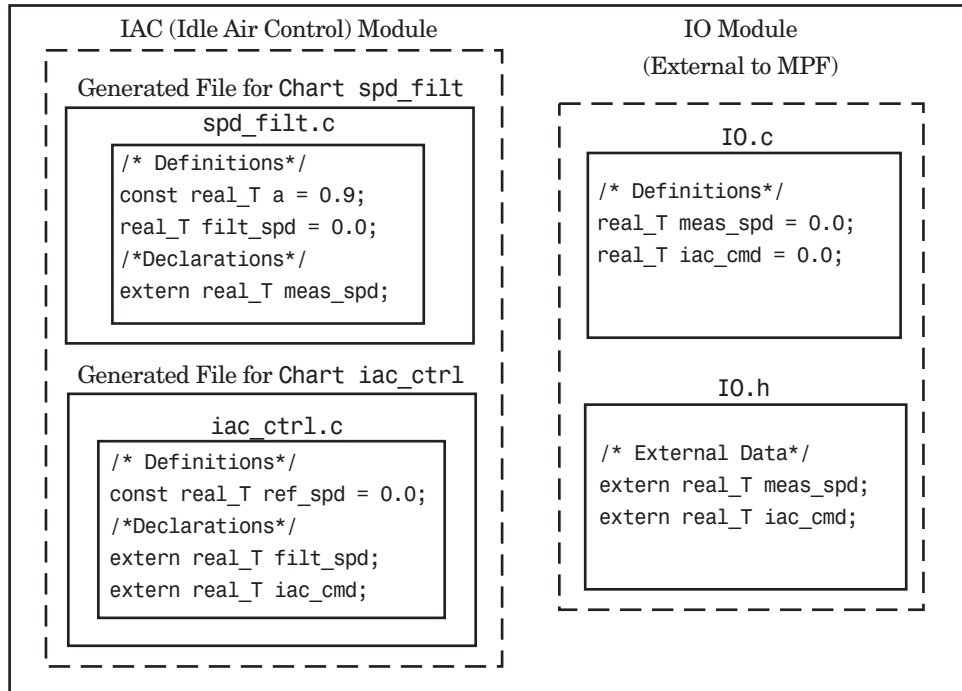 IAC (Idle Air Control) Module
Generated File for Chart spd_filt
spd_filt.c
/* Definitions*/
const real_T a = 0.9;
real_T filt_spd = 0.0;
/*Declarations*/
extern real_T meas_spd;
Generated File for Chart iac_ctrl
iac_ctrl.c
/* Definitions*/
const real_T ref_spd = 0.0;
/*Declarations*/
extern real_T filt_spd;
extern real_T iac_cmd;
IO Module
(External to MPF)
IO.c
/* Definitions*/
real_T meas_spd = 0.0;
real_T iac_cmd = 0.0;
IO.h
/* External Data*/
extern real_T meas_spd;
extern real_T iac_cmd;